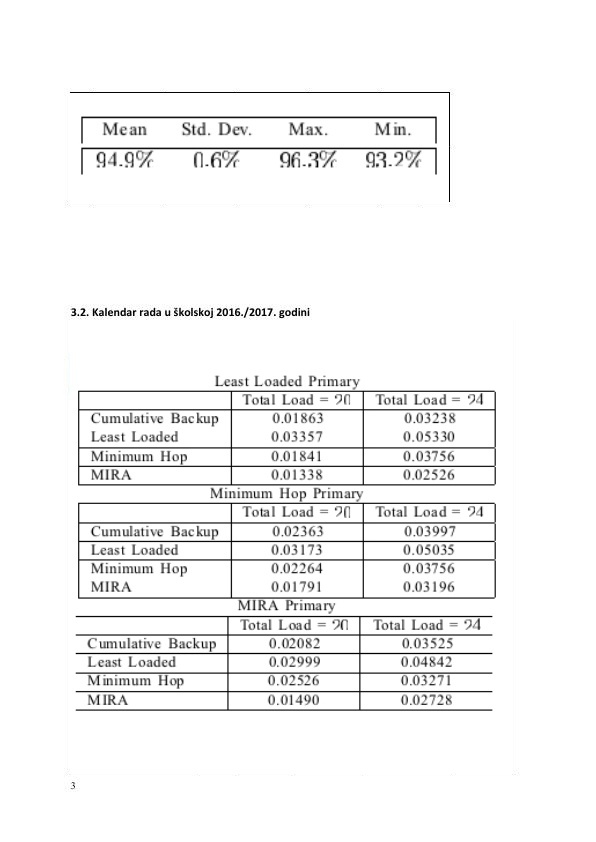 Mean Std. Dev. Max. Min.
94.9% 0.6% 96.3% 93.2%
3.2. Kalendar rada u školskoj 2016./2017. godini
Least Loaded Primary
Total Load = 20 Total Load = 24
Cumulative Backup 0.01863 0.03238
Least Loaded 0.03357 0.05330
Minimum Hop 0.01841 0.03756
MIRA 0.01338 0.02526
Minimum Hop Primary
Total Load = 20 Total Load = 24
Cumulative Backup 0.02363 0.03997
Least Loaded 0.03173 0.05035
Minimum Hop 0.02264 0.03756
MIRA 0.01791 0.03196
MIRA Primary
Total Load = 20 Total Load = 24
Cumulative Backup 0.02082 0.03525
Least Loaded 0.02999 0.04842
Minimum Hop 0.02526 0.03271
MIRA 0.01490 0.02728
3